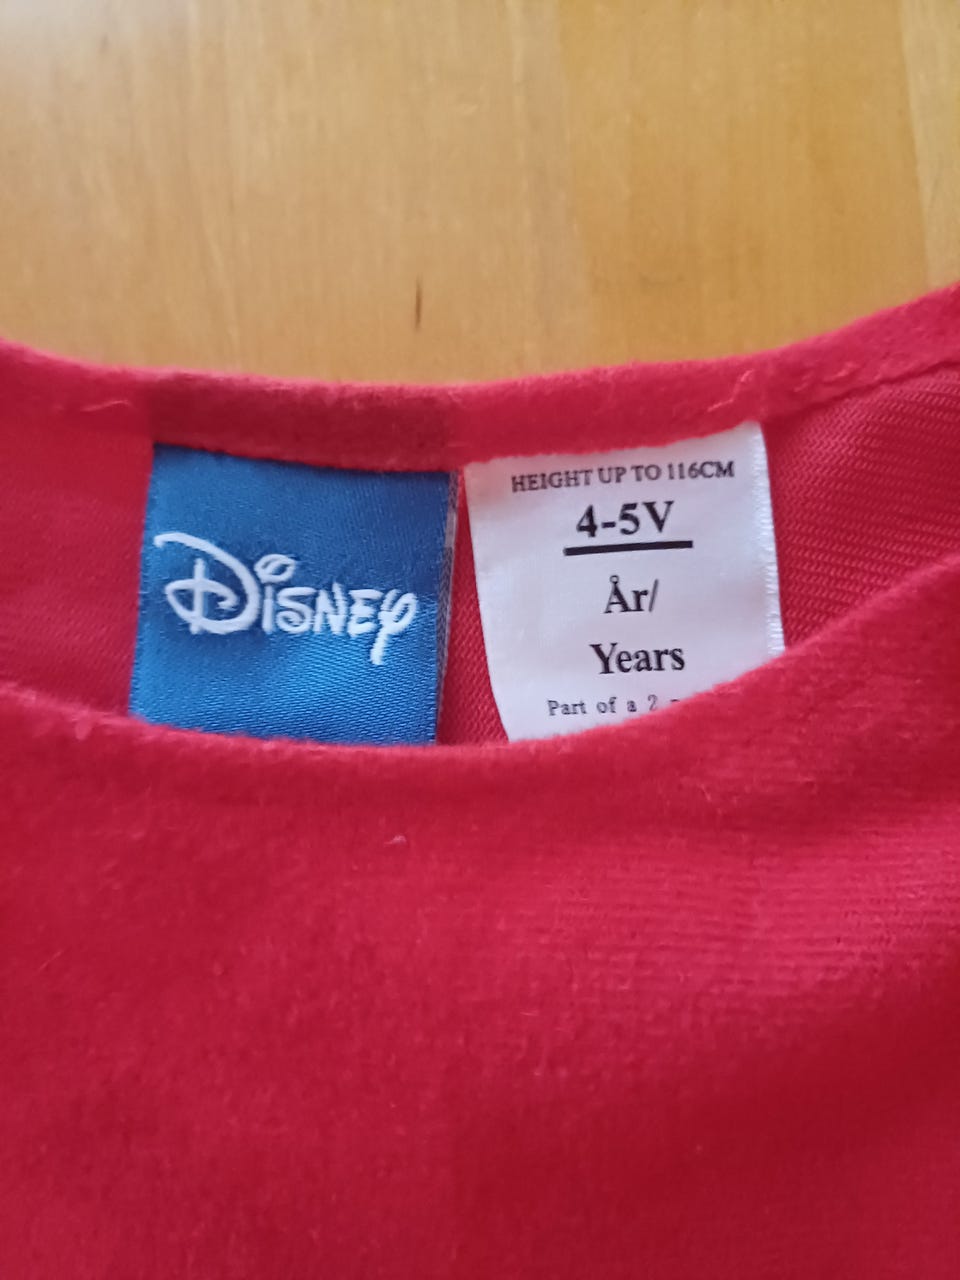 Disney
HEIGHT UP TO 116CM
4-5V
År/
Years
Part of a 2